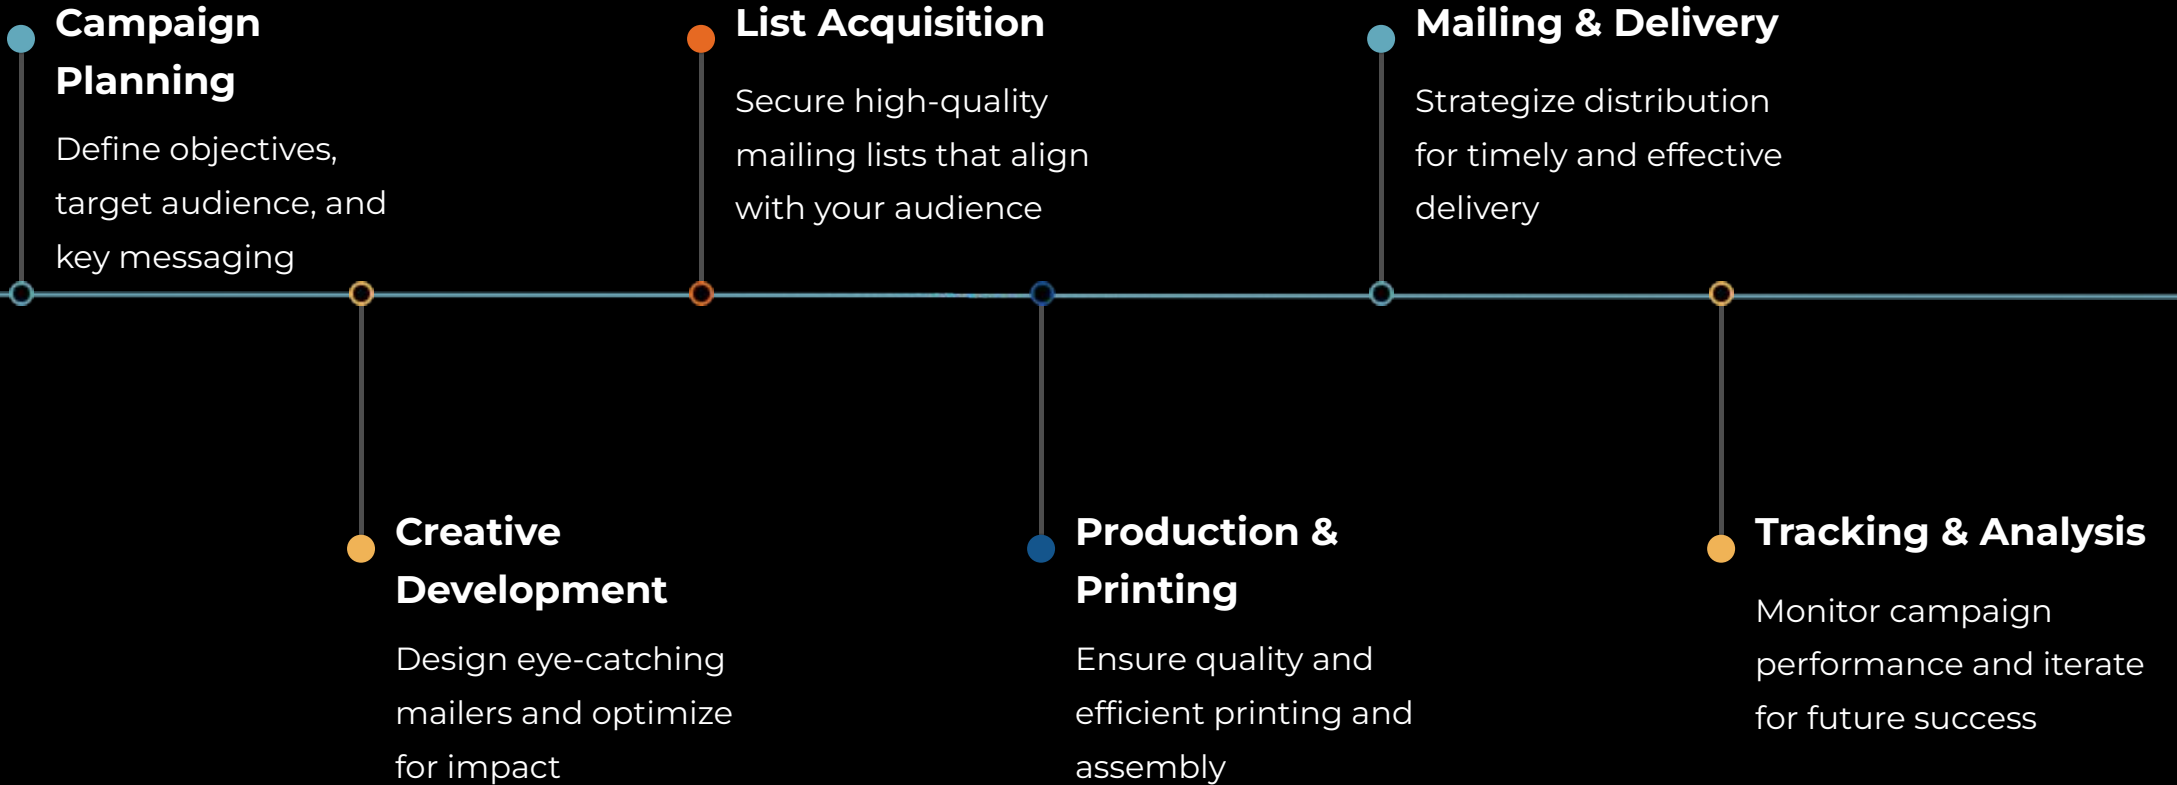 Campaign
Planning
Define objectives,
target audience, and
key messaging
Creative
Development
Design eye-catching
mailers and optimize
for impact
List Acquisition
Secure high-quality
mailing lists that align
with your audience
Production &
Printing
Ensure quality and
efficient printing and
assembly
Mailing & Delivery
Strategize distribution
for timely and effective
delivery
Tracking & Analysis
Monitor campaign
performance and iterate
for future success